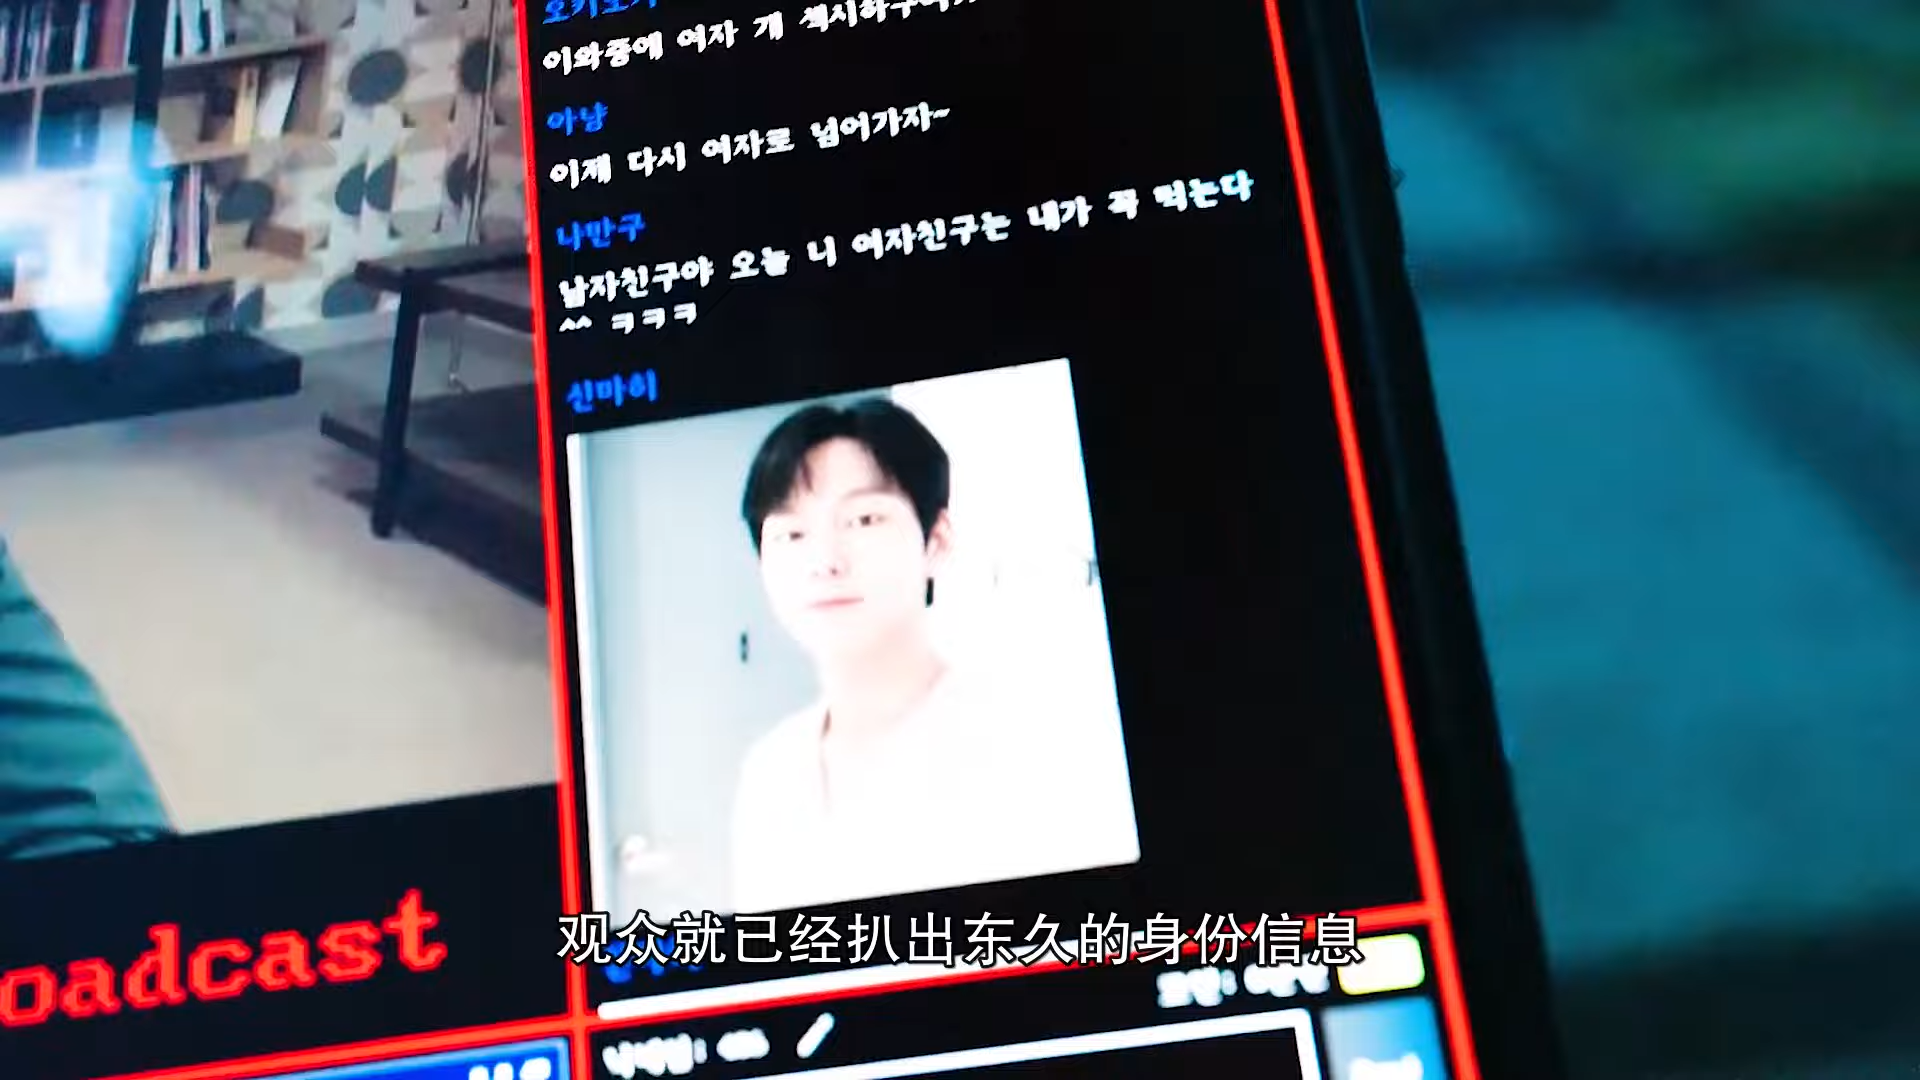 이와중에 여자 개 섹시하구먼
아냥
이제 다시 여자로 넘어가자~
나만구
남자친구야 오늘 니 여자친구는 내가 꼭 먹는다
^^ ㅋㅋㅋ
신마히
观众就已经扒出东久的身份信息
oadcast